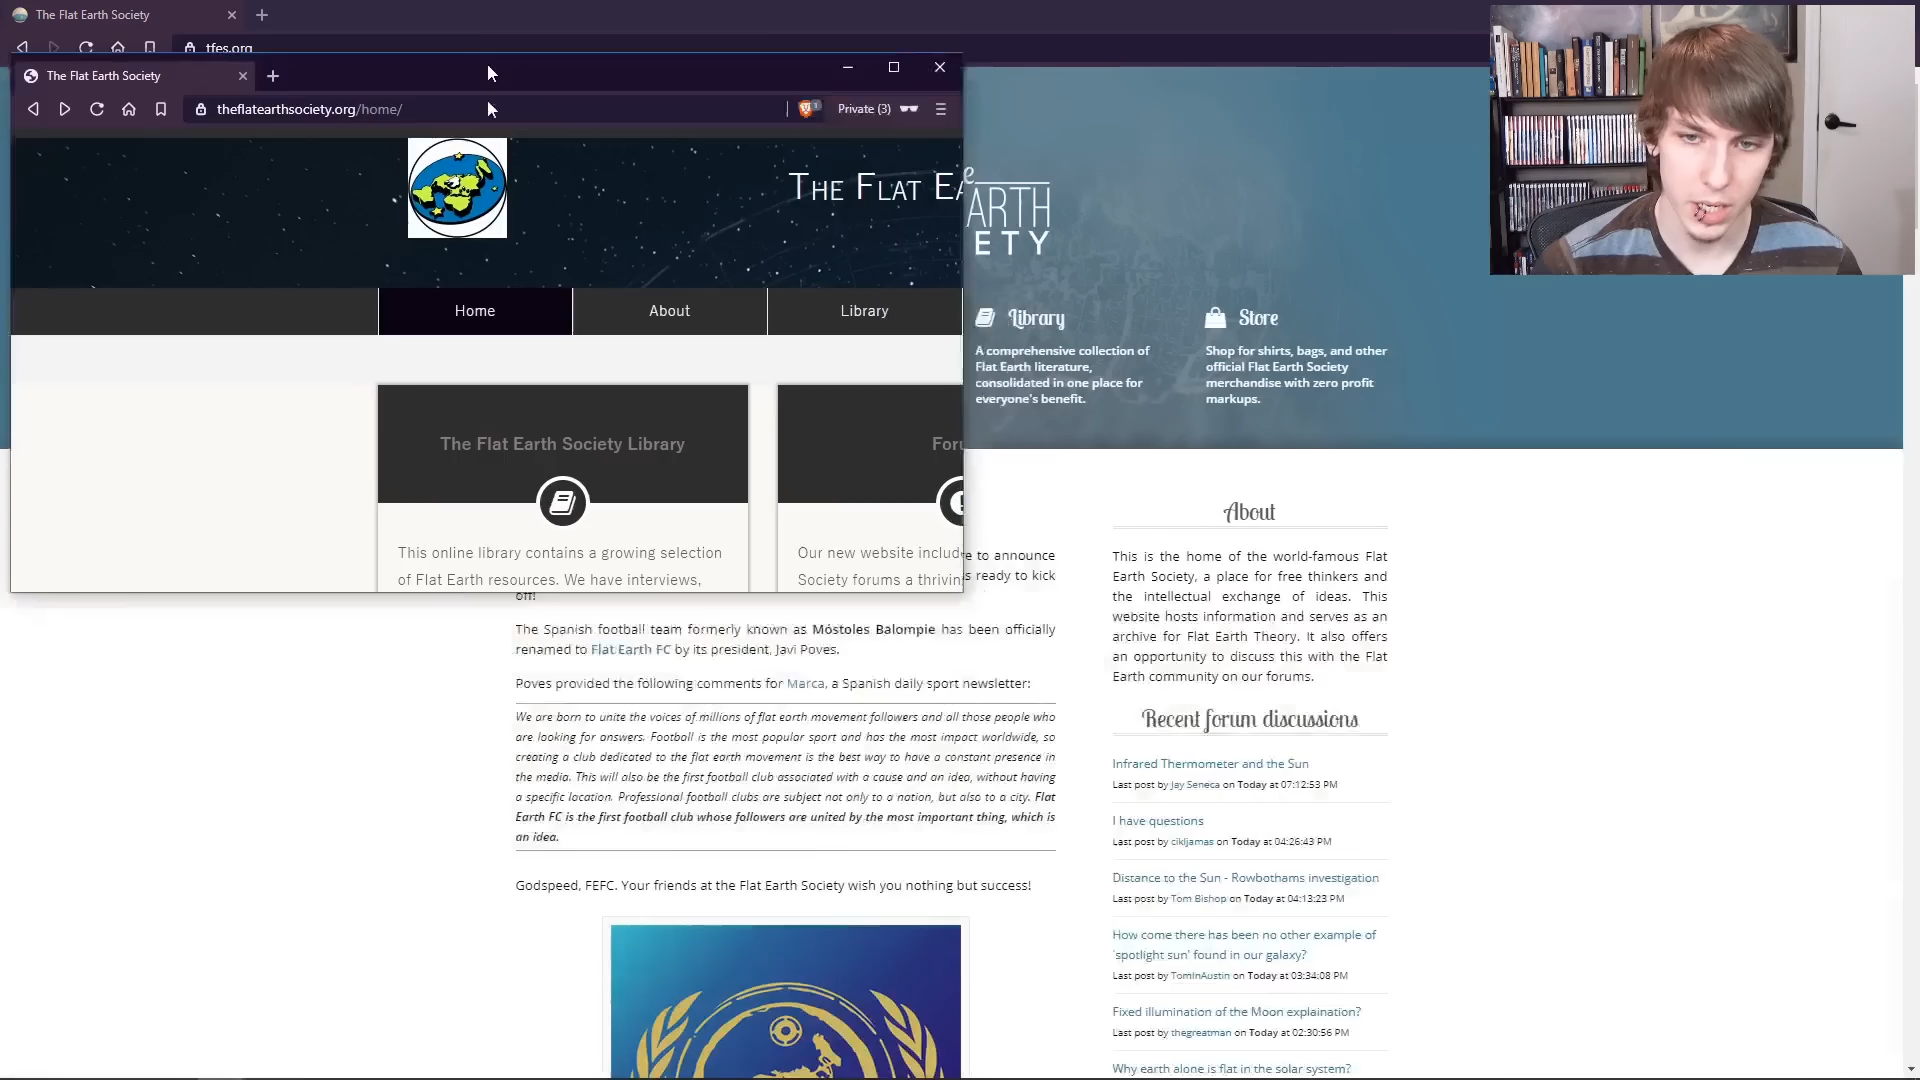 The Flat Earth Society
tfes.org
The Flat Earth Society
theflatearthsociety.org/home/
1
Private (3)
THE FLAT EA
Home
About
Library
The Flat Earth Society Library
This online library contains a growing selection
of Flat Earth resources. We have interviews,
Foru
Our new website includ
Society forums a thrivin
e
ARTH
ETY
Library
A comprehensive collection of
Flat Earth literature,
consolidated in one place for
everyone's benefit.
Store
Shop for shirts, bags, and other
official Flat Earth Society
merchandise with zero profit
markups.
e to announce
s ready to kick
off!
The Spanish football team formerly known as Móstoles Balompie has been officially
renamed to Flat Earth FC by its president, Javi Poves.
Poves provided the following comments for Marca, a Spanish daily sport newsletter:
We are born to unite the voices of millions of flat earth movement followers and all those people who
are looking for answers. Football is the most popular sport and has the most impact worldwide, so
creating a club dedicated to the flat earth movement is the best way to have a constant presence in
the media. This will also be the first football club associated with a cause and an idea, without having
a specific location. Professional football clubs are subject not only to a nation, but also to a city. Flat
Earth FC is the first football club whose followers are united by the most important thing, which is
an idea.
Godspeed, FEFC. Your friends at the Flat Earth Society wish you nothing but success!
About
This is the home of the world-famous Flat
Earth Society, a place for free thinkers and
the intellectual exchange of ideas. This
website hosts information and serves as an
archive for Flat Earth Theory. It also offers
an opportunity to discuss this with the Flat
Earth community on our forums.
Recent forum discussions
Infrared Thermometer and the Sun
Last post by Jay Seneca on Today at 07:12:53 PM
I have questions
Last post by cikljamas on Today at 04:26:43 PM
Distance to the Sun - Rowbothams investigation
Last post by Tom Bishop on Today at 04:13:23 PM
How come there has been no other example of
'spotlight sun' found in our galaxy?
Last post by TomInAustin on Today at 03:34:08 PM
Fixed illumination of the Moon explaination?
Last post by thegreatman on Today at 02:30:56 PM
Why earth alone is flat in the solar system?